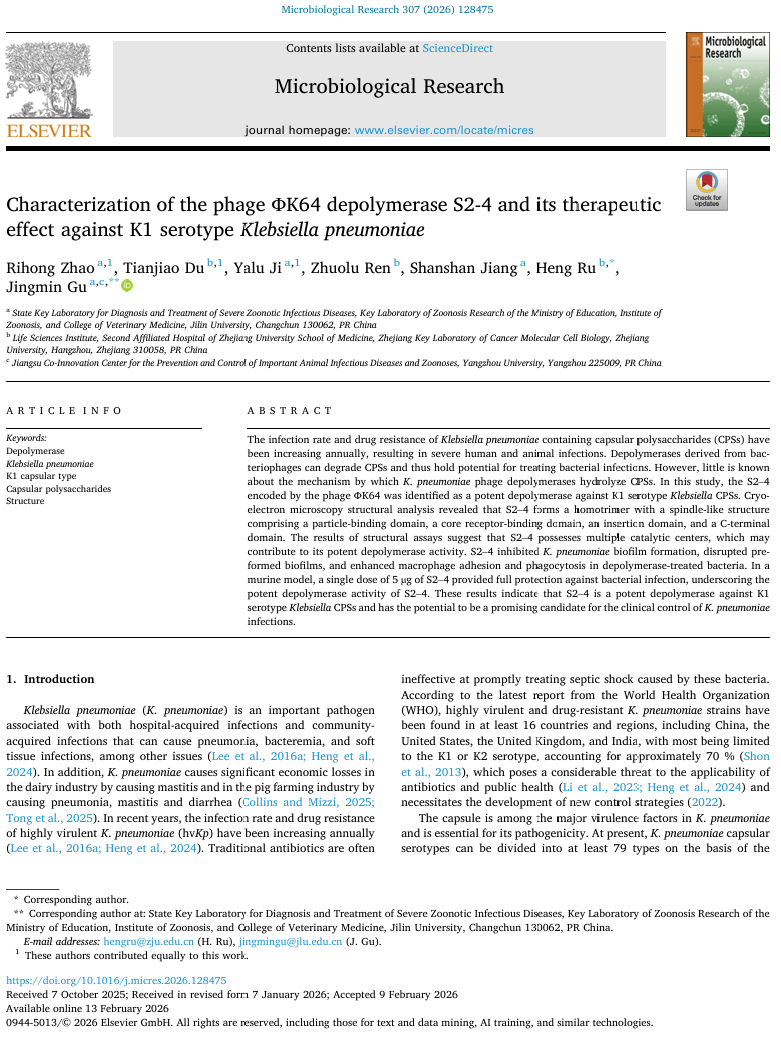 Microbiological Research 307 (2026) 128475
Contents lists available at ScienceDirect
Microbiological Research
journal homepage: www.elsevier.com/locate/micres
ELSEVIER
Microbiological
Research
Check for
updates
Characterization of the phage ΦK64 depolymerase S2-4 and its therapeutic
effect against K1 serotype Klebsiella pneumoniae
Rihong Zhao a,1, Tianjiao Du b,1, Yalu Ji a,1, Zhuolu Ren b, Shanshan Jiang a, Heng Ru b,*,
Jingmin Gu a,c,**
a State Key Laboratory for Diagnosis and Treatment of Severe Zoonotic Infectious Diseases, Key Laboratory of Zoonosis Research of the Ministry of Education, Institute of
Zoonosis, and College of Veterinary Medicine, Jilin University, Changchun 130062, PR China
b Life Sciences Institute, Second Affiliated Hospital of Zhejiang University School of Medicine, Zhejiang Key Laboratory of Cancer Molecular Cell Biology, Zhejiang
University, Hangzhou, Zhejiang 310058, PR China
c Jiangsu Co-Innovation Center for the Prevention and Control of Important Animal Infectious Diseases and Zoonoses, Yangzhou University, Yangzhou 225009, PR China
ARTICLE INFO
Keywords:
Depolymerase
Klebsiella pneumoniae
K1 capsular type
Capsular polysaccharides
Structure
ABSTRACT
The infection rate and drug resistance of Klebsiella pneumoniae containing capsular polysaccharides (CPSs) have
been increasing annually, resulting in severe human and animal infections. Depolymerases derived from bac-
teriophages can degrade CPSs and thus hold potential for treating bacterial infections. However, little is known
about the mechanism by which K. pneumoniae phage depolymerases hydrolyze CPSs. In this study, the S2–4
encoded by the phage ΦK64 was identified as a potent depolymerase against K1 serotype Klebsiella CPSs. Cryo-
electron microscopy structural analysis revealed that S2–4 forms a homotrimer with a spindle-like structure
comprising a particle-binding domain, a core receptor-binding domain, an insertion domain, and a C-terminal
domain. The results of structural assays suggest that S2–4 possesses multiple catalytic centers, which may
contribute to its potent depolymerase activity. S2–4 inhibited K. pneumoniae biofilm formation, disrupted pre-
formed biofilms, and enhanced macrophage adhesion and phagocytosis in depolymerase-treated bacteria. In a
murine model, a single dose of 5 μg of S2–4 provided full protection against bacterial infection, underscoring the
potent depolymerase activity of S2–4. These results indicate that S2–4 is a potent depolymerase against K1
serotype Klebsiella CPSs and has the potential to be a promising candidate for the clinical control of K. pneumoniae
infections.
1. Introduction
Klebsiella pneumoniae (K. pneumoniae) is an important pathogen
associated with both hospital-acquired infections and community-
acquired infections that can cause pneumonia, bacteremia, and soft
tissue infections, among other issues (Lee et al., 2016a; Heng et al.,
2024). In addition, K. pneumoniae causes significant economic losses in
the dairy industry by causing mastitis and in the pig farming industry by
causing pneumonia, mastitis and diarrhea (Collins and Mizzi, 2025;
Tong et al., 2025). In recent years, the infection rate and drug resistance
of highly virulent K. pneumoniae (hvKp) have been increasing annually
(Lee et al., 2016a; Heng et al., 2024). Traditional antibiotics are often
ineffective at promptly treating septic shock caused by these bacteria.
According to the latest report from the World Health Organization
(WHO), highly virulent and drug-resistant K. pneumoniae strains have
been found in at least 16 countries and regions, including China, the
United States, the United Kingdom, and India, with most being limited
to the K1 or K2 serotype, accounting for approximately 70 % (Shon
et al., 2013), which poses a considerable threat to the applicability of
antibiotics and public health (Li et al., 2023; Heng et al., 2024) and
necessitates the development of new control strategies (2022).
The capsule is among the major virulence factors in K. pneumoniae
and is essential for its pathogenicity. At present, K. pneumoniae capsular
serotypes can be divided into at least 79 types on the basis of the
* Corresponding author.
** Corresponding author at: State Key Laboratory for Diagnosis and Treatment of Severe Zoonotic Infectious Diseases, Key Laboratory of Zoonosis Research of the
Ministry of Education, Institute of Zoonosis, and College of Veterinary Medicine, Jilin University, Changchun 130062, PR China.
E-mail addresses: hengru@zju.edu.cn (H. Ru), jingmingu@jlu.edu.cn (J. Gu).
1 These authors contributed equally to this work.
https://doi.org/10.1016/j.micres.2026.128475
Received 7 October 2025; Received in revised form 7 January 2026; Accepted 9 February 2026
Available online 13 February 2026
0944-5013/© 2026 Elsevier GmbH. All rights are reserved, including those for text and data mining, AI training, and similar technologies.